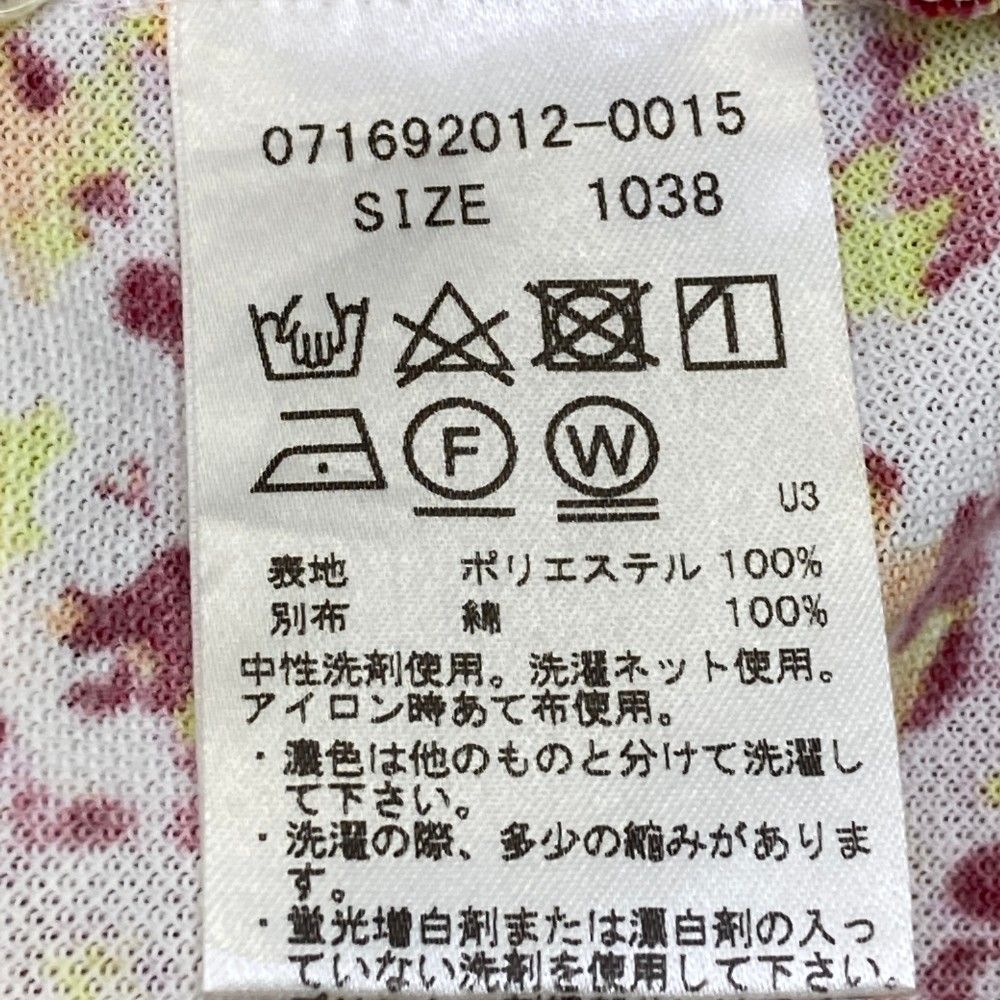 071692012-0015
SIZE 1038
F W
U3
表地 ポリエステル 100%
別布 綿 100%
中性洗剤使用。洗濯ネット使用。
アイロン時あて布使用。
・濃色は他のものと分けて洗濯し
て下さい。
・洗濯の際、多少の縮みがありま
す。
・蛍光増白剤または漂白剤の入っ
ていない洗剤を使用して下さい。